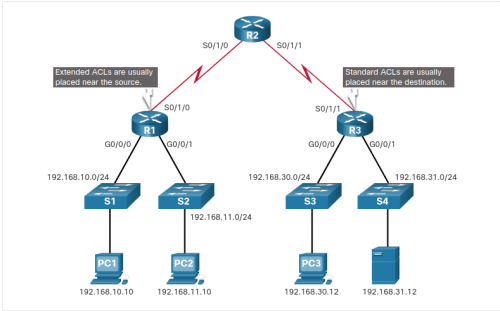 R2
S0/1/0
S0/1/1
Extended ACLs are usually
placed near the source.
Standard ACLs are usually
placed near the destination.
S0/1/0
S0/1/1
R1
R3
G0/0/0
G0/0/1
G0/0/0
G0/0/1
192.168.10.0/24
192.168.30.0/24
192.168.31.0/24
S1
S2
S3
S4
192.168.11.0/24
PC1
PC2
PC3
192.168.10.10
192.168.11.10
192.168.30.12
192.168.31.12